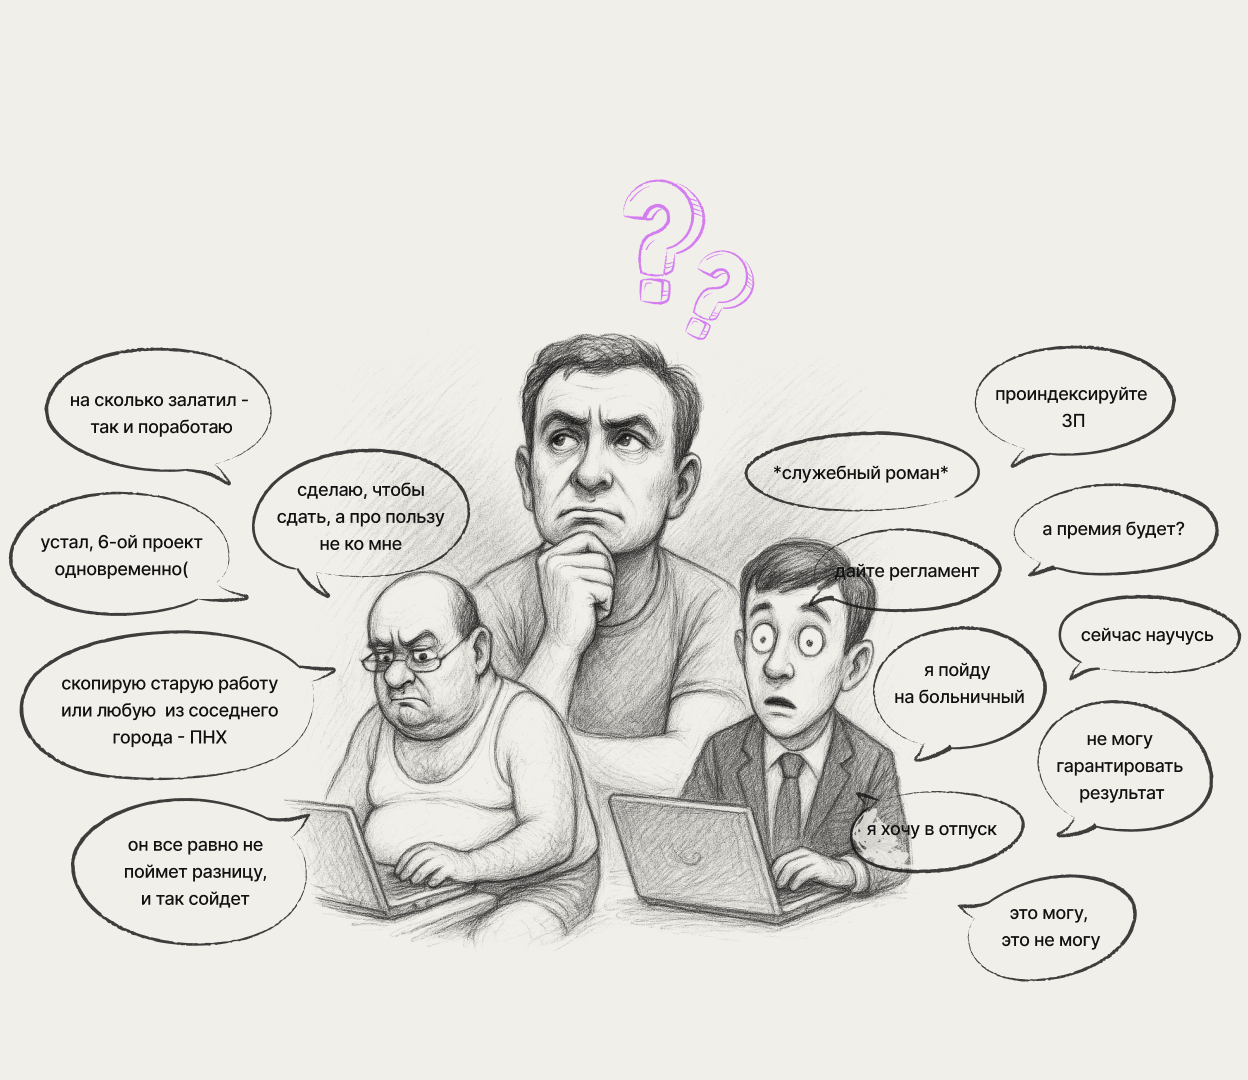 ??
на сколько залатил -
так и поработаю
сделаю, чтобы
сдать, а про пользу
не ко мне
устал, 6-ой проект
одновременно(
скопирую старую работу
или любую  из соседнего
города - ПНХ
он все равно не
поймет разницу,
и так сойдет
проиндексируйте
ЗП
*служебный роман*
а премия будет?
дайте регламент
сейчас научусь
я пойду
на больничный
не могу
гарантировать
результат
я хочу в отпуск
это могу,
это не могу